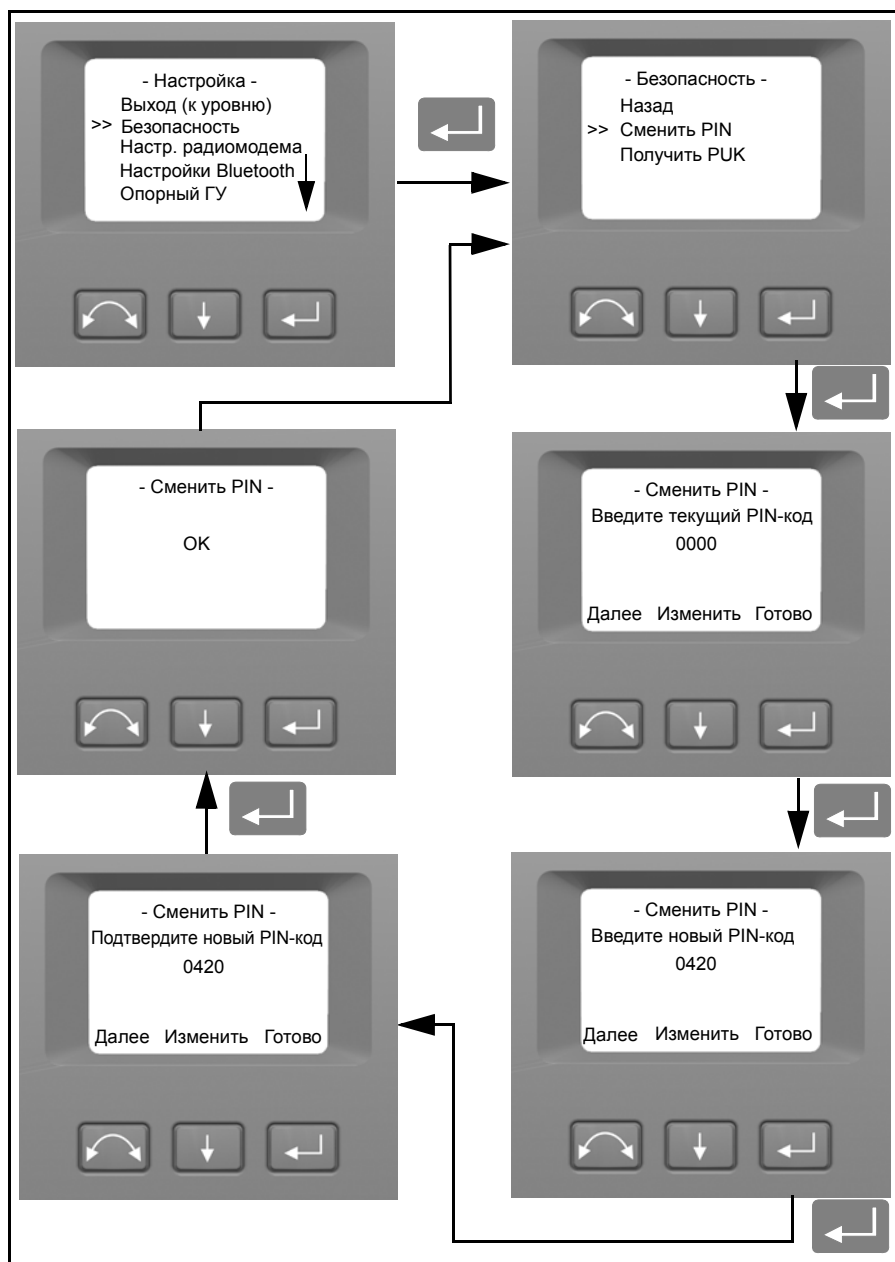 - Настройка -
Выход (к уровню)
>> Безопасность
Настр. радиомодема
Настройки Bluetooth
Опорный ГУ
- Безопасность -
Назад
>> Сменить PIN
Получить PUK
- Сменить PIN -
Введите текущий PIN-код
0000
Далее Изменить Готово
- Сменить PIN -
Введите новый PIN-код
0420
Далее Изменить Готово
- Сменить PIN -
Подтвердите новый PIN-код
0420
Далее Изменить Готово
- Сменить PIN -
OK